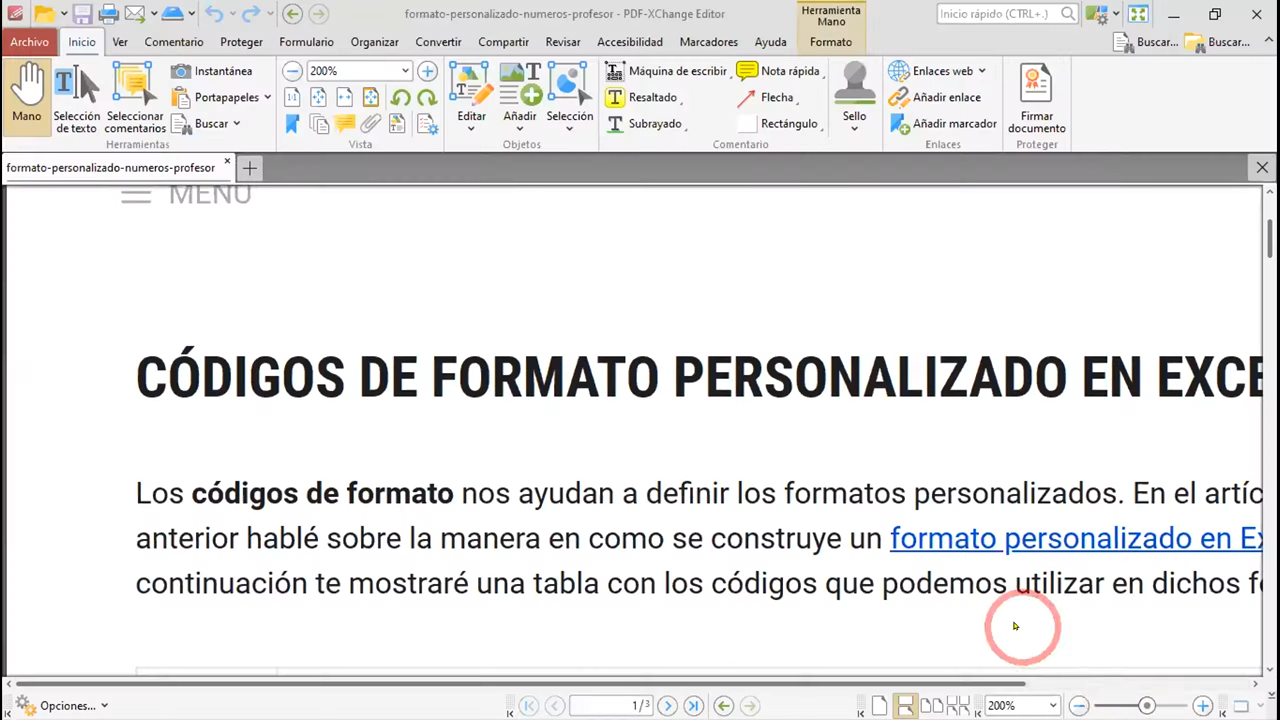 formato-personalizado-numeros-profesor - PDF-XChange Editor
Herramienta Mano
Inicio rápido (CTRL+.)
Archivo Inicio Ver Comentario Proteger Formulario Organizar Convertir Compartir Revisar Accesibilidad Marcadores Ayuda Formato Buscar... Buscar...
Mano
Selección de texto
Seleccionar comentarios
Instantánea
Portapapeles
Buscar
Herramientas
200%
Vista
Editar
Añadir
Selección
Objetos
Máquina de escribir
Resaltado
Subrayado
Nota rápida
Flecha
Rectángulo
Sello
Comentario
Enlaces web
Añadir enlace
Añadir marcador
Enlaces
Firmar documento
Proteger
formato-personalizado-numeros-profesor
MENÚ
CÓDIGOS DE FORMATO PERSONALIZADO EN EXCE
Los códigos de formato nos ayudan a definir los formatos personalizados. En el artíc
anterior hablé sobre la manera en como se construye un formato personalizado en Ex
continuación te mostraré una tabla con los códigos que podemos utilizar en dichos fo
Opciones...
1/3
200%